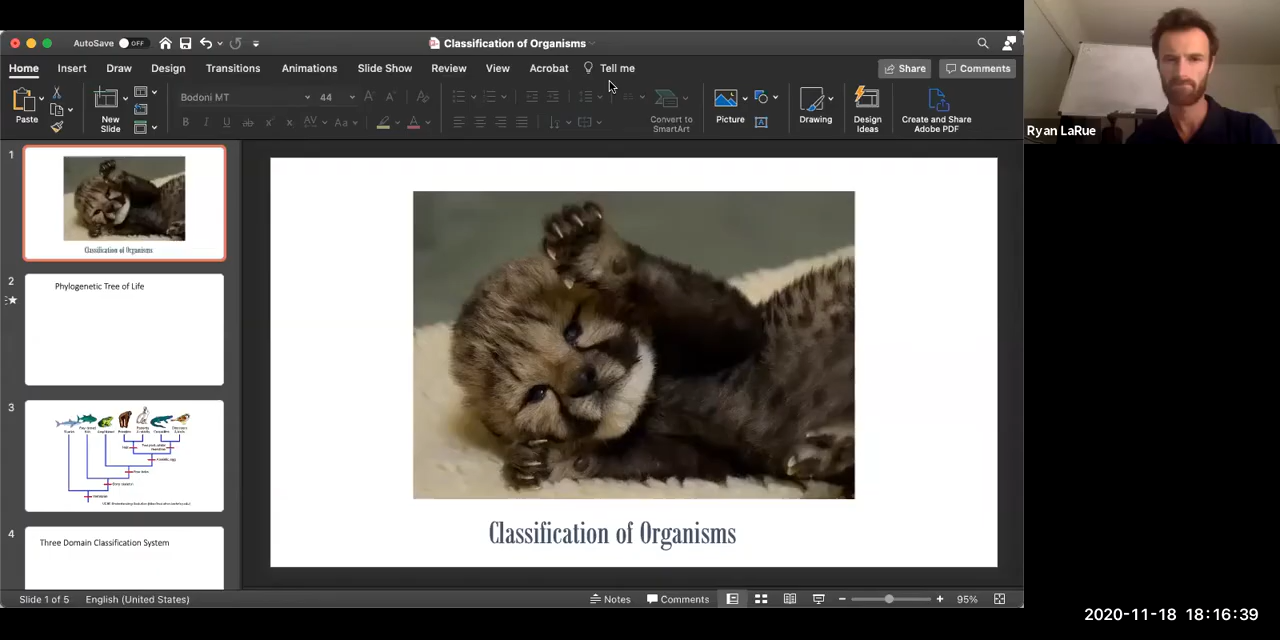 AutoSave OFF
Classification of Organisms
Home Insert Draw Design Transitions Animations Slide Show Review View Acrobat Tell me
Share Comments
Paste
New
Slide
Bodoni MT 44
Convert to
SmartArt
Picture
Drawing
Design
Ideas
Create and Share
Adobe PDF
Ryan LaRue
1
Classification of Organisms
2
Phylogenetic Tree of Life
3
4
Three Domain Classification System
Classification of Organisms
Slide 1 of 5 English (United States)
Notes Comments 95%
2020-11-18 18:16:39